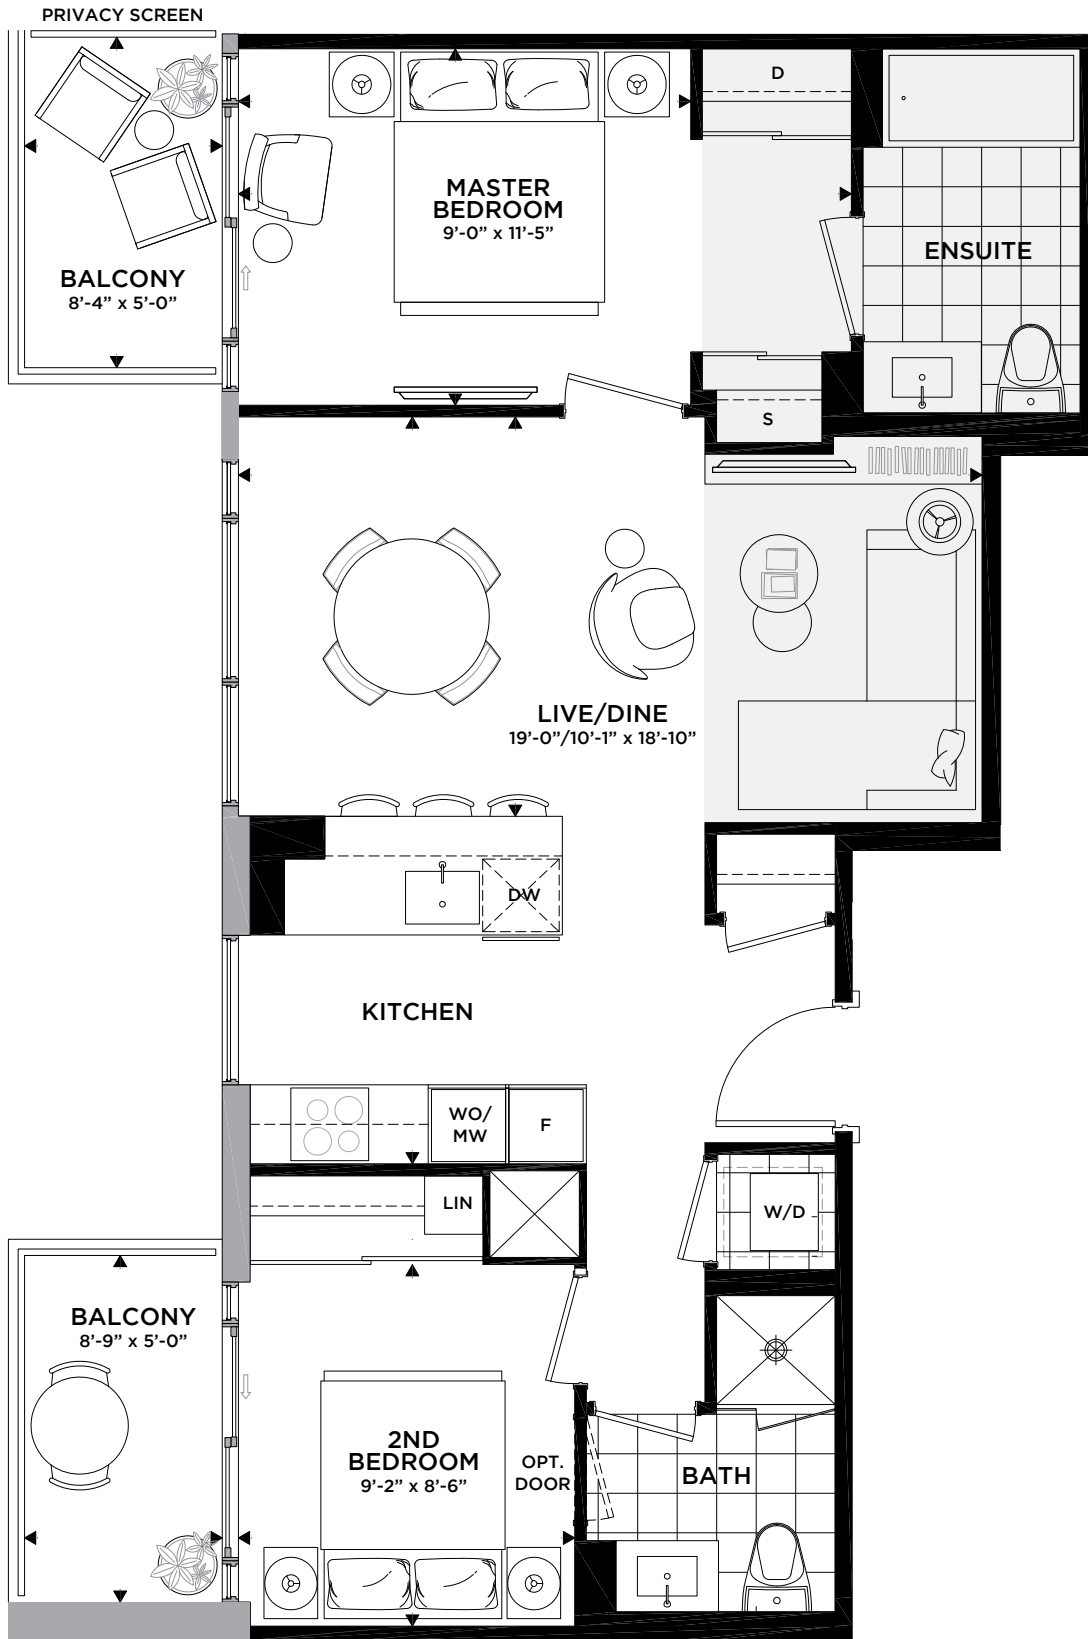 PRIVACY SCREEN
D
MASTER
BEDROOM
9'-0" x 11'-5"
ENSUITE
BALCONY
8'-4" x 5'-0"
S
LIVE/DINE
19'-0"/10'-1" x 18'-10"
DW
KITCHEN
WO/
MW
F
LIN
W/D
BALCONY
8'-9" x 5'-0"
2ND
BEDROOM
9'-2" x 8'-6"
OPT.
DOOR
BATH